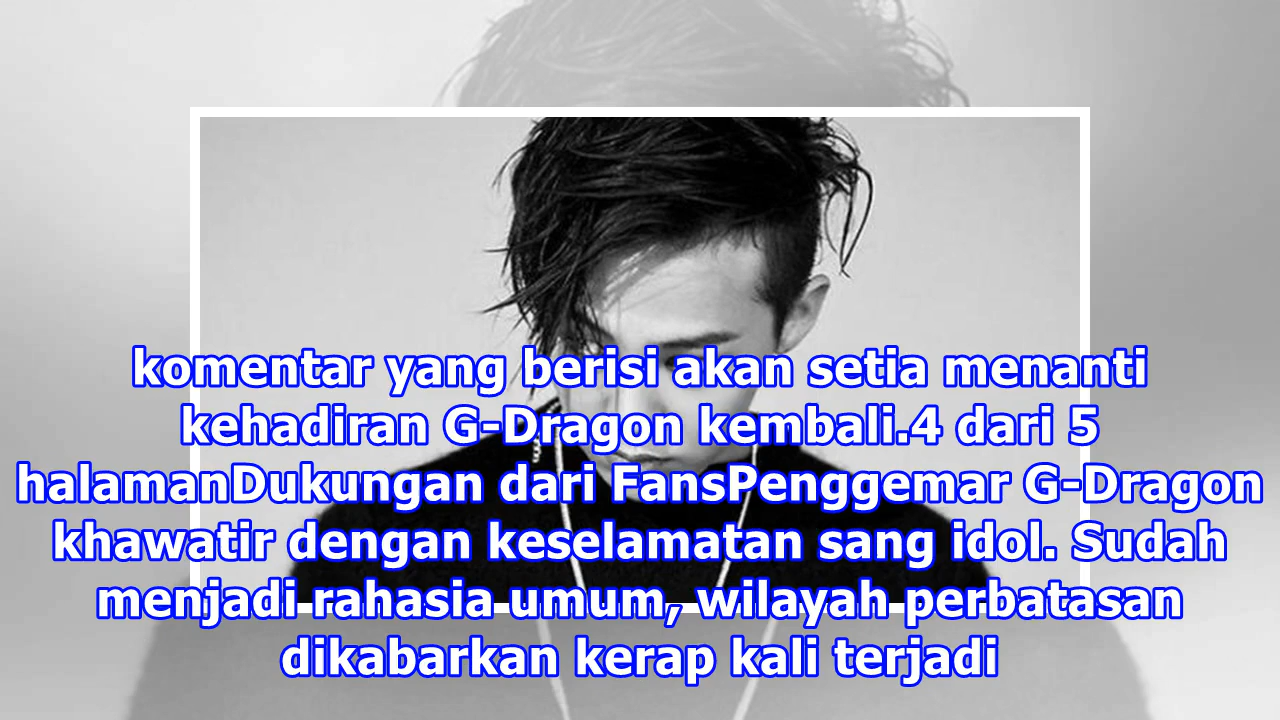 komentar yang berisi akan setia menanti
kehadiran G-Dragon kembali.4 dari 5
halamanDukungan dari FansPenggemar G-Dragon
khawatir dengan keselamatan sang idol. Sudah
menjadi rahasia umum, wilayah perbatasan
dikabarkan kerap kali terjadi